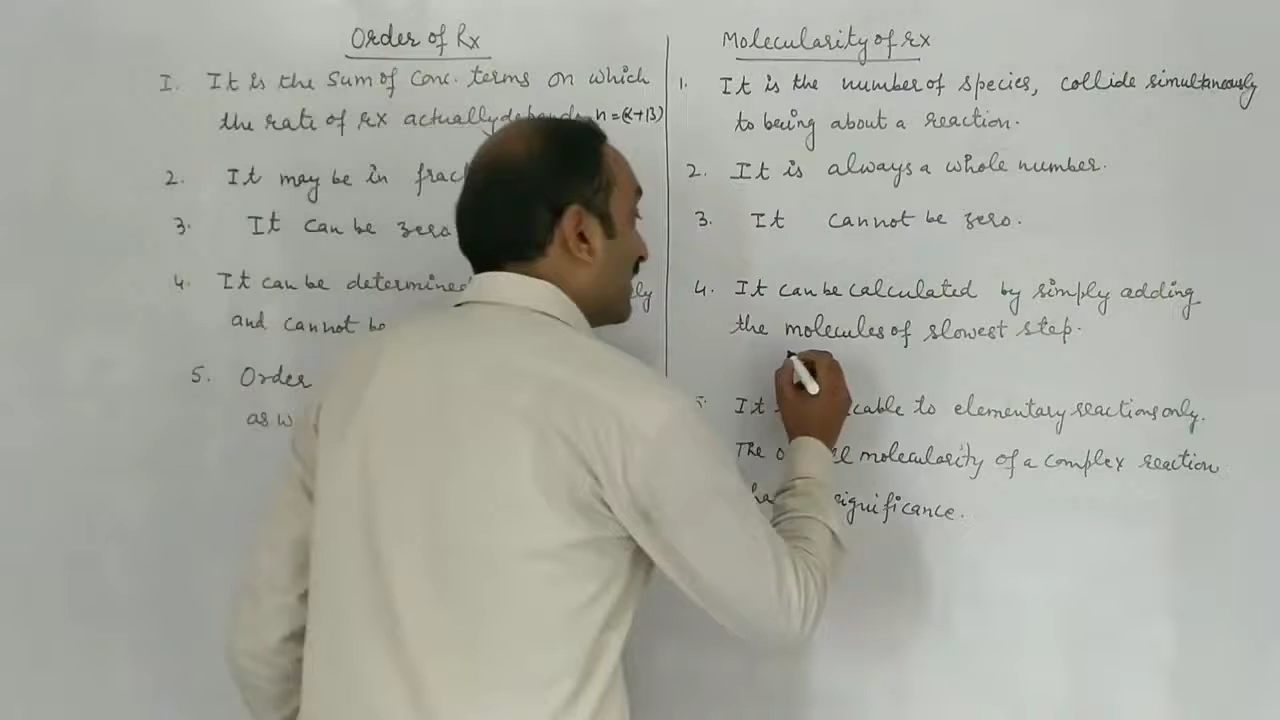 Order of Rx
1. It is the sum of conc. terms on which
the rate of rx actually depends n = (α+β)
2. It may be in frac
3. It can be zero
4. It can be determined ly
and cannot be
5. Order
as w
Molecularity of rx
1. It is the number of species, collide simultaneously
to being about a reaction.
2. It is always a whole number.
3. It cannot be zero.
4. It can be calculated by simply adding
the molecules of slowest step.
5. It cable to elementary reactions only.
The molecularity of a complex reaction
significance.